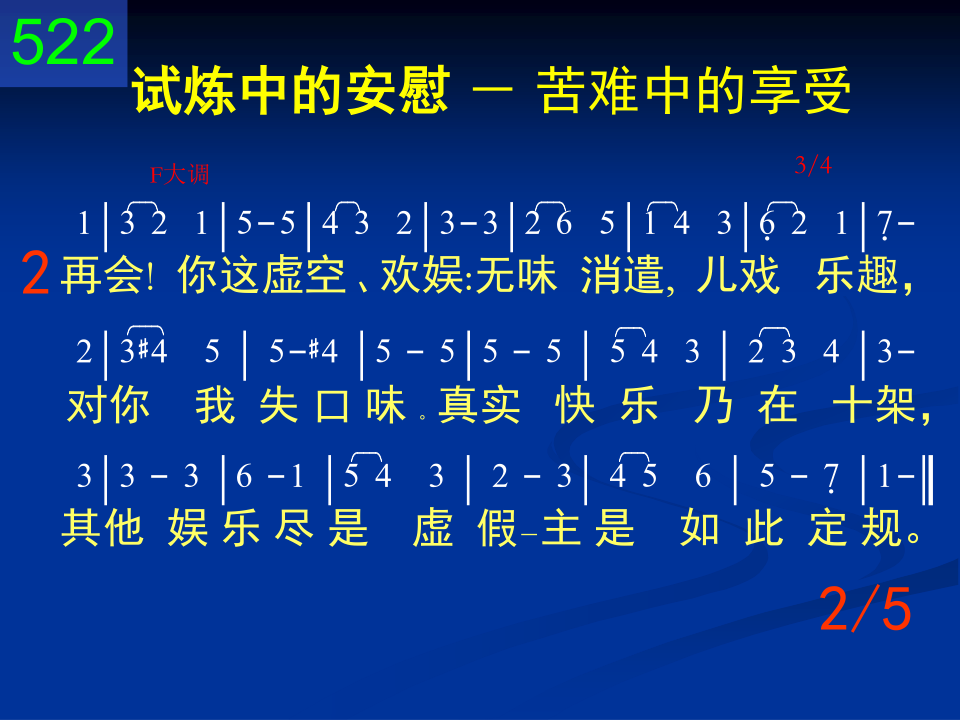 522
试炼中的安慰 － 苦难中的享受
F大调 3/4
1|3 2 1|5-5|4 3 2|3-3|2 6 5|1 4 3|6̣ 2 1|7̣-
2 再会! 你这虚空、欢娱:无味 消遣, 儿戏 乐趣，
2|3♯4 5 | 5-♯4 |5 - 5|5 - 5 | 5 4 3 | 2 3 4 |3-
对你 我 失 口 味。真实 快 乐 乃 在 十架，
3|3 - 3 |6 -1 |5 4 3 | 2 - 3| 4 5 6 | 5 - 7̣ |1-‖
其他 娱 乐 尽 是 虚 假–主 是 如 此 定 规。
2/5